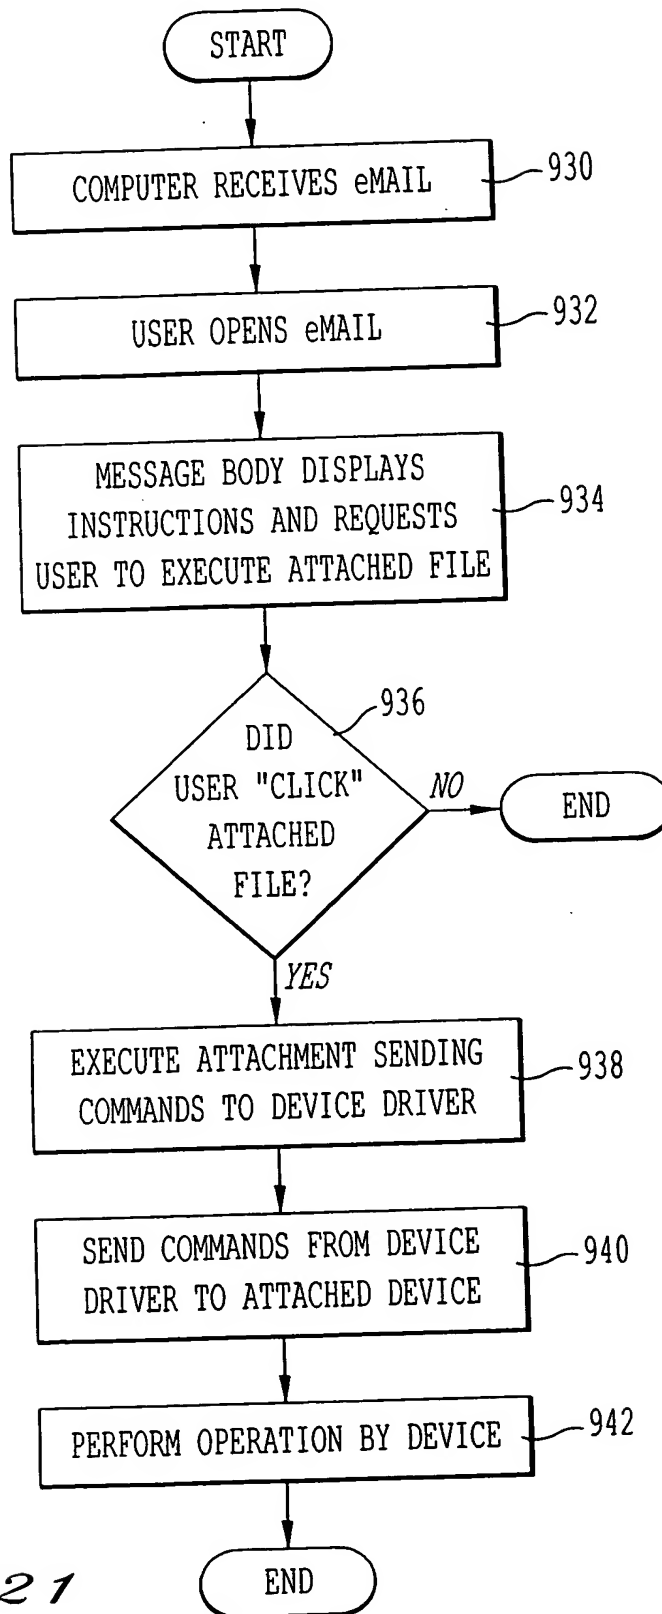 START
COMPUTER RECEIVES eMAIL
930
USER OPENS eMAIL
932
MESSAGE BODY DISPLAYS
INSTRUCTIONS AND REQUESTS
USER TO EXECUTE ATTACHED FILE
934
936
DID
USER "CLICK"
ATTACHED
FILE?
NO
END
YES
EXECUTE ATTACHMENT SENDING
COMMANDS TO DEVICE DRIVER
938
SEND COMMANDS FROM DEVICE
DRIVER TO ATTACHED DEVICE
940
PERFORM OPERATION BY DEVICE
942
END
21